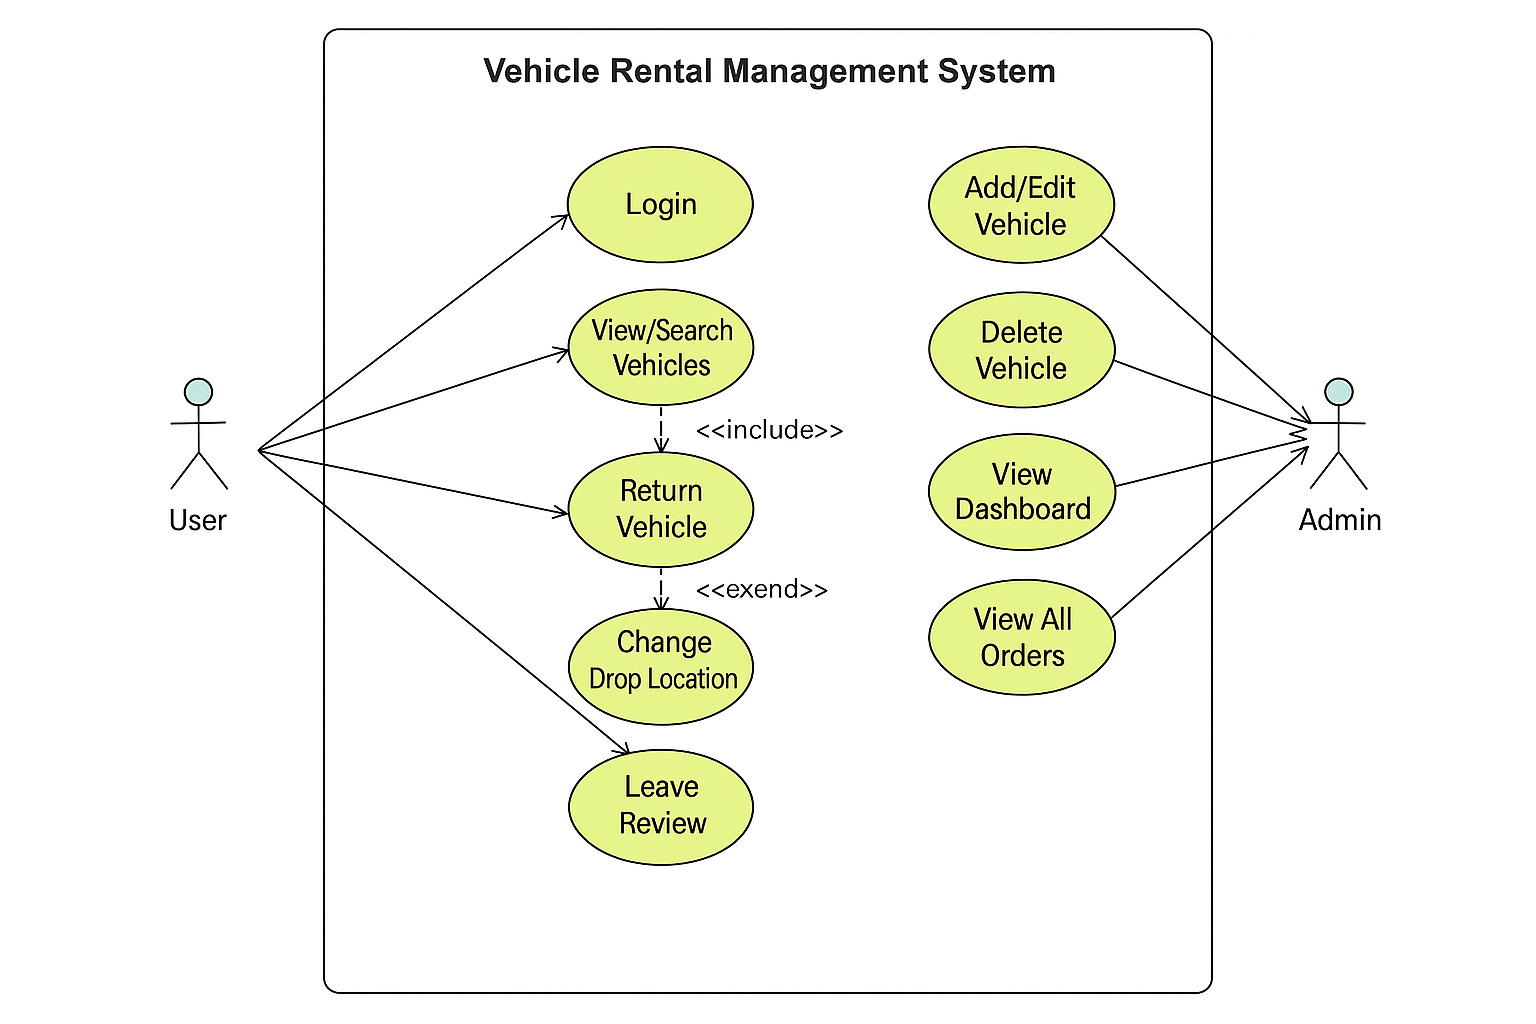 Vehicle Rental Management System
Login
View/Search
Vehicles
<<include>>
Return
Vehicle
<<exend>>
Change
Drop Location
Leave
Review
Add/Edit
Vehicle
Delete
Vehicle
View
Dashboard
View All
Orders
User
Admin